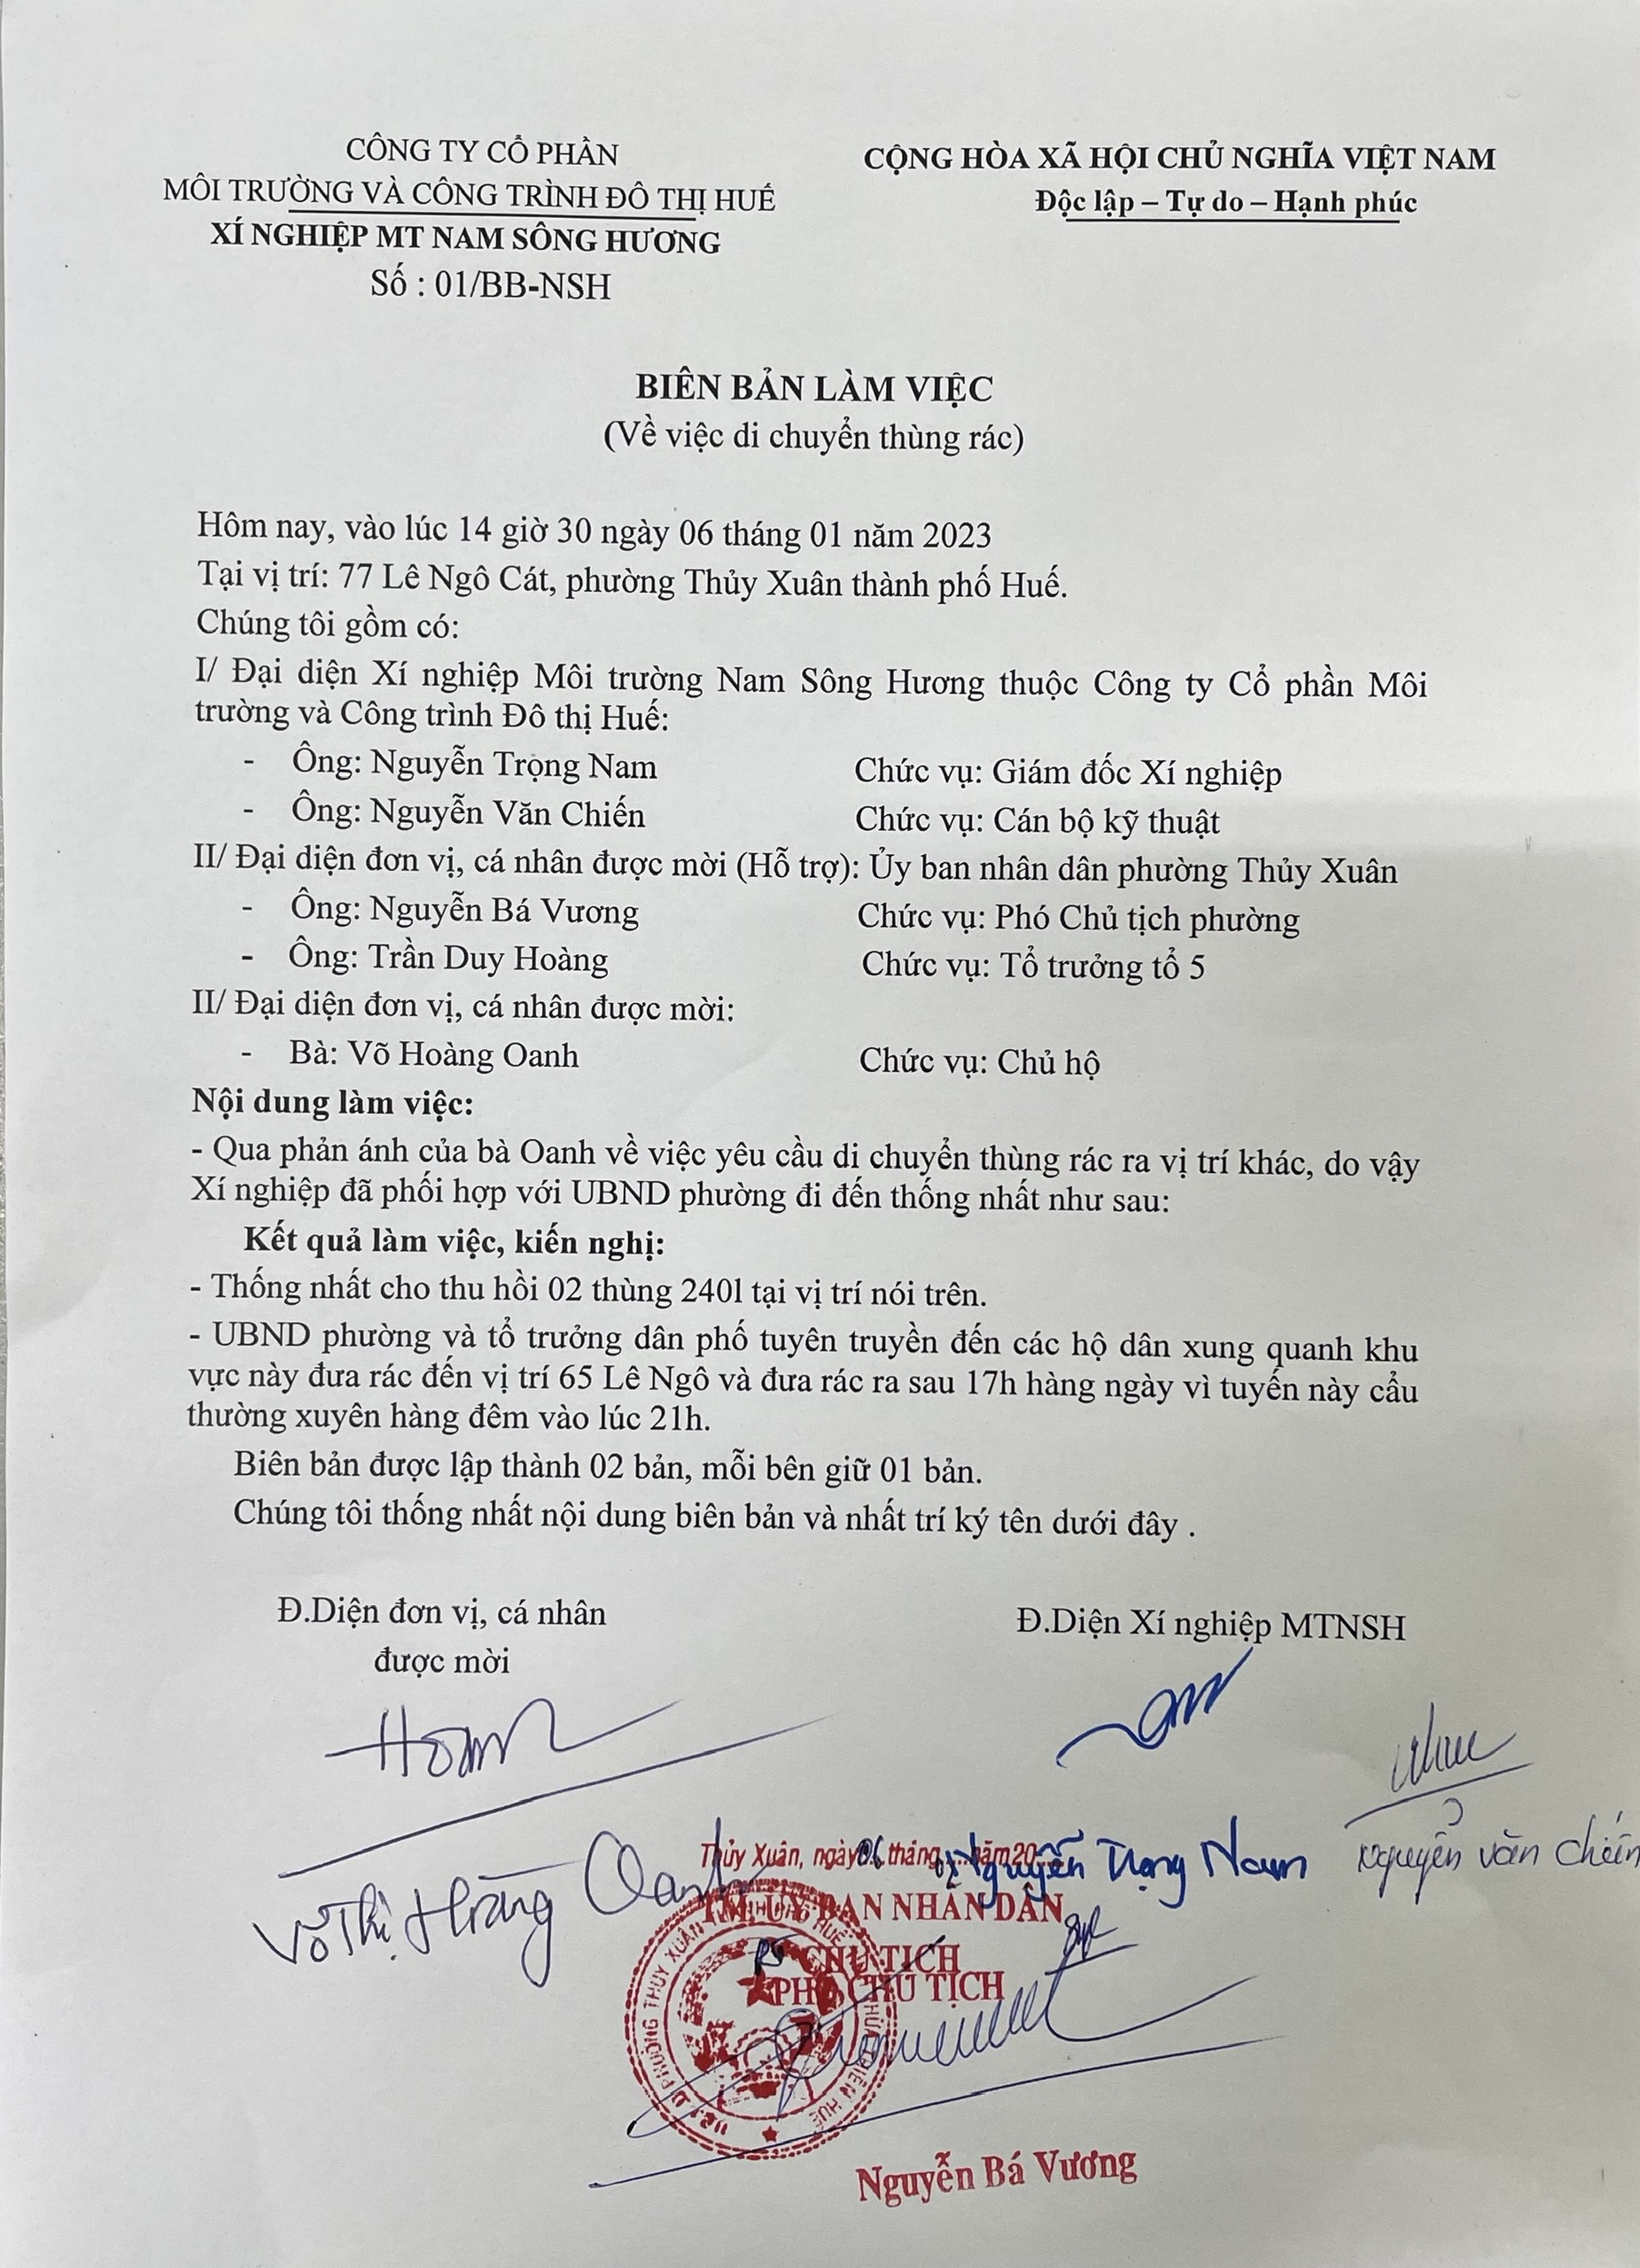 CÔNG TY CỔ PHẦN
MÔI TRƯỜNG VÀ CÔNG TRÌNH ĐÔ THỊ HUẾ
XÍ NGHIỆP MT NAM SÔNG HƯƠNG
Số : 01/BB-NSH
CỘNG HÒA XÃ HỘI CHỦ NGHĨA VIỆT NAM
Độc lập – Tự do – Hạnh phúc
BIÊN BẢN LÀM VIỆC
(Về việc di chuyển thùng rác)
Hôm nay, vào lúc 14 giờ 30 ngày 06 tháng 01 năm 2023
Tại vị trí: 77 Lê Ngô Cát, phường Thủy Xuân thành phố Huế.
Chúng tôi gồm có:
I/ Đại diện Xí nghiệp Môi trường Nam Sông Hương thuộc Công ty Cổ phần Môi
trường và Công trình Đô thị Huế:
- Ông: Nguyễn Trọng Nam Chức vụ: Giám đốc Xí nghiệp
- Ông: Nguyễn Văn Chiến Chức vụ: Cán bộ kỹ thuật
II/ Đại diện đơn vị, cá nhân được mời (Hỗ trợ): Ủy ban nhân dân phường Thủy Xuân
- Ông: Nguyễn Bá Vương Chức vụ: Phó Chủ tịch phường
- Ông: Trần Duy Hoàng Chức vụ: Tổ trưởng tổ 5
II/ Đại diện đơn vị, cá nhân được mời:
- Bà: Võ Hoàng Oanh Chức vụ: Chủ hộ
Nội dung làm việc:
- Qua phản ánh của bà Oanh về việc yêu cầu di chuyển thùng rác ra vị trí khác, do vậy
Xí nghiệp đã phối hợp với UBND phường đi đến thống nhất như sau:
Kết quả làm việc, kiến nghị:
- Thống nhất cho thu hồi 02 thùng 240l tại vị trí nói trên.
- UBND phường và tổ trưởng dân phố tuyên truyền đến các hộ dân xung quanh khu
vực này đưa rác đến vị trí 65 Lê Ngô và đưa rác ra sau 17h hàng ngày vì tuyến này cẩu
thường xuyên hàng đêm vào lúc 21h.
Biên bản được lập thành 02 bản, mỗi bên giữ 01 bản.
Chúng tôi thống nhất nội dung biên bản và nhất trí ký tên dưới đây .
Đ.Diện đơn vị, cá nhân
được mời
Đ.Diện Xí nghiệp MTNSH
Võ Thị Hoàng Oanh
Nguyễn Trọng Nam
Nguyễn Văn Chiến
Thủy Xuân, ngày 06 tháng 01 năm 20
TM. ỦY BAN NHÂN DÂN
CHỦ TỊCH
PHÓ CHỦ TỊCH
Nguyễn Bá Vương